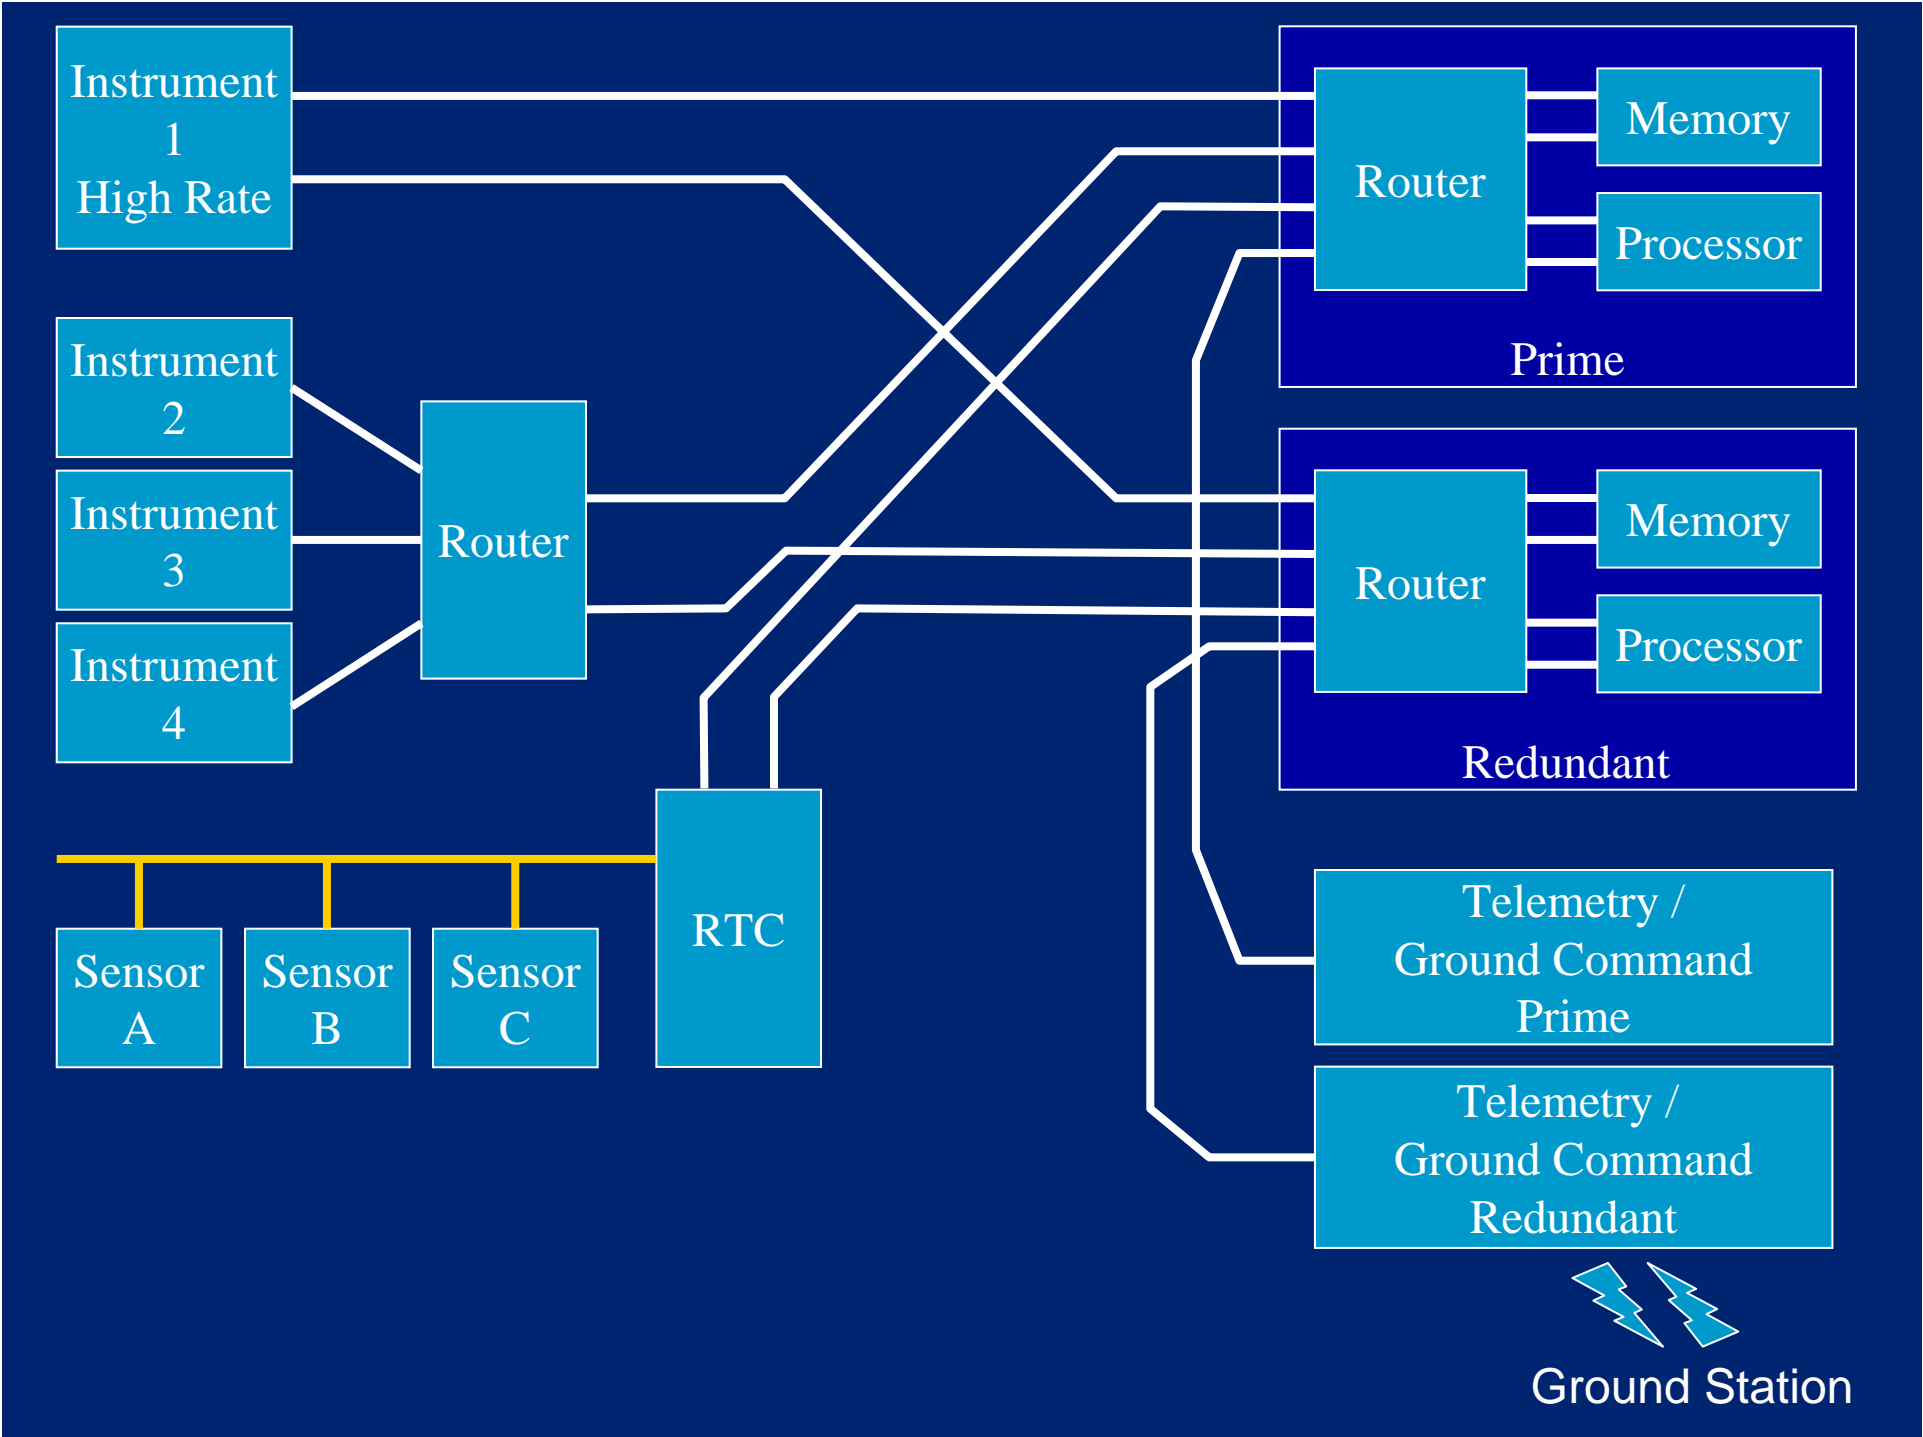 Instrument
1
High Rate
Instrument
2
Instrument
3
Instrument
4
Router
Sensor
A
Sensor
B
Sensor
C
RTC
Router
Memory
Processor
Prime
Router
Memory
Processor
Redundant
Telemetry /
Ground Command
Prime
Telemetry /
Ground Command
Redundant
Ground Station